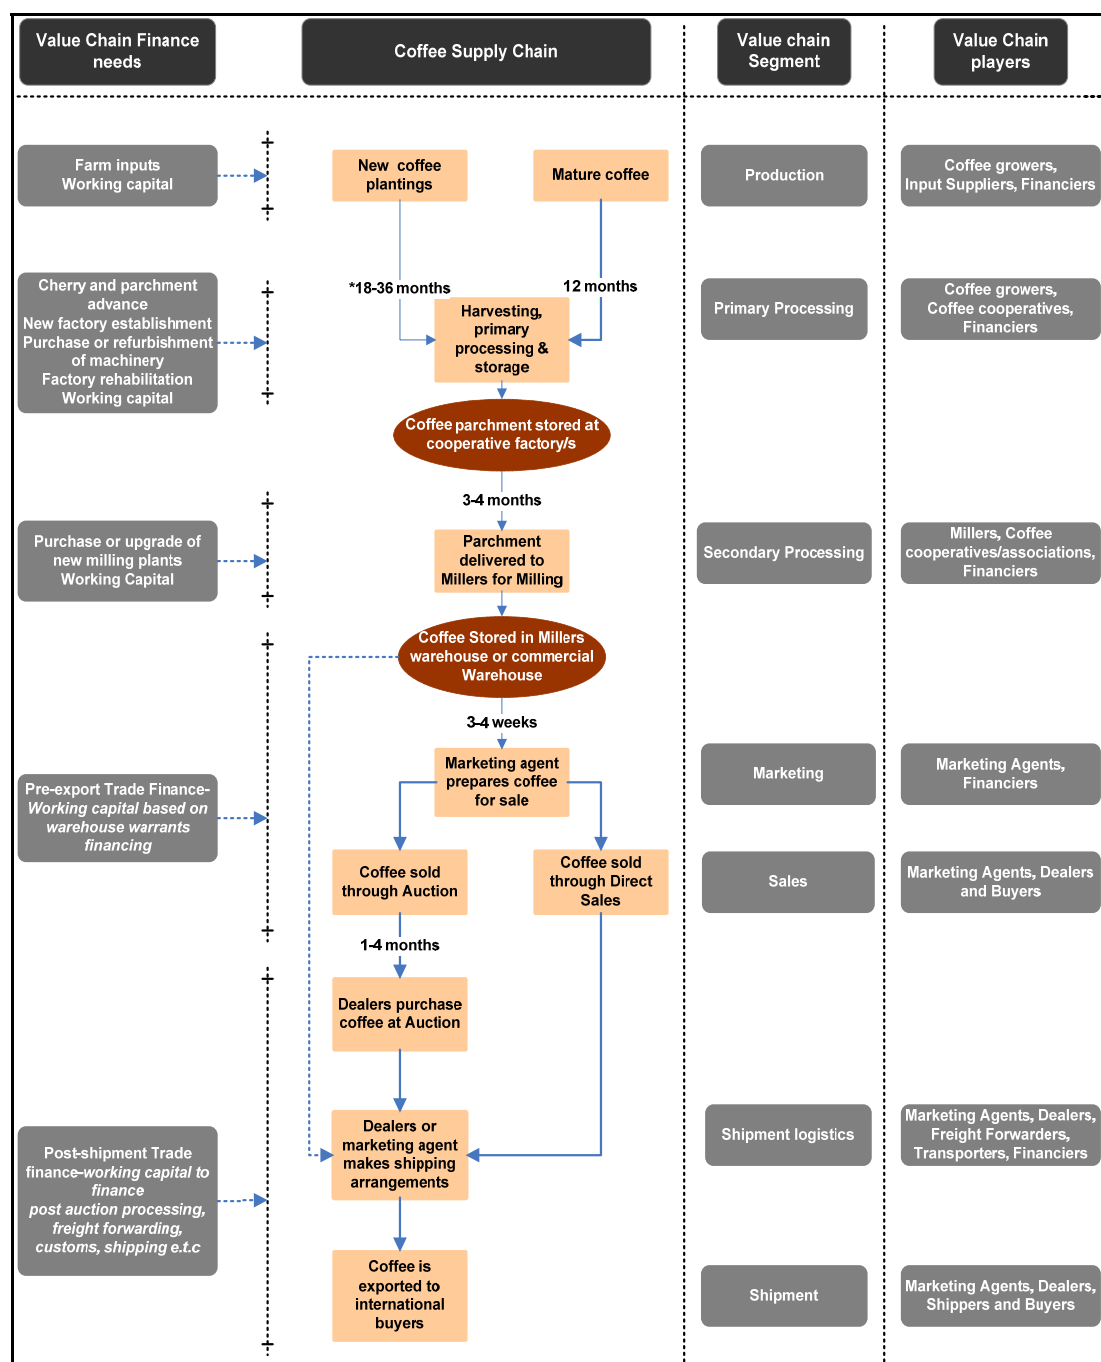 Value Chain Finance
needs
Coffee Supply Chain
Value chain
Segment
Value Chain
players
Farm inputs
Working capital
New coffee
plantings
Mature coffee
Production
Coffee growers,
Input Suppliers, Financiers
*18-36 months
12 months
Cherry and parchment
advance
New factory establishment
Purchase or refurbishment
of machinery
Factory rehabilitation
Working capital
Harvesting,
primary
processing &
storage
Primary Processing
Coffee growers,
Coffee cooperatives,
Financiers
Coffee parchment stored at
cooperative factory/s
3-4 months
Purchase or upgrade of
new milling plants
Working Capital
Parchment
delivered to
Millers for Milling
Secondary Processing
Millers, Coffee
cooperatives/associations,
Financiers
Coffee Stored in Millers
warehouse or commercial
Warehouse
3-4 weeks
Pre-export Trade Finance-
Working capital based on
warehouse warrants
financing
Marketing agent
prepares coffee
for sale
Marketing
Marketing Agents,
Financiers
Coffee sold
through Auction
Coffee sold
through Direct
Sales
Sales
Marketing Agents, Dealers
and Buyers
1-4 months
Dealers purchase
coffee at Auction
Post-shipment Trade
finance-working capital to
finance
post auction processing,
freight forwarding,
customs, shipping e.t.c
Dealers or
marketing agent
makes shipping
arrangements
Shipment logistics
Marketing Agents, Dealers,
Freight Forwarders,
Transporters, Financiers
Coffee is
exported to
international
buyers
Shipment
Marketing Agents, Dealers,
Shippers and Buyers